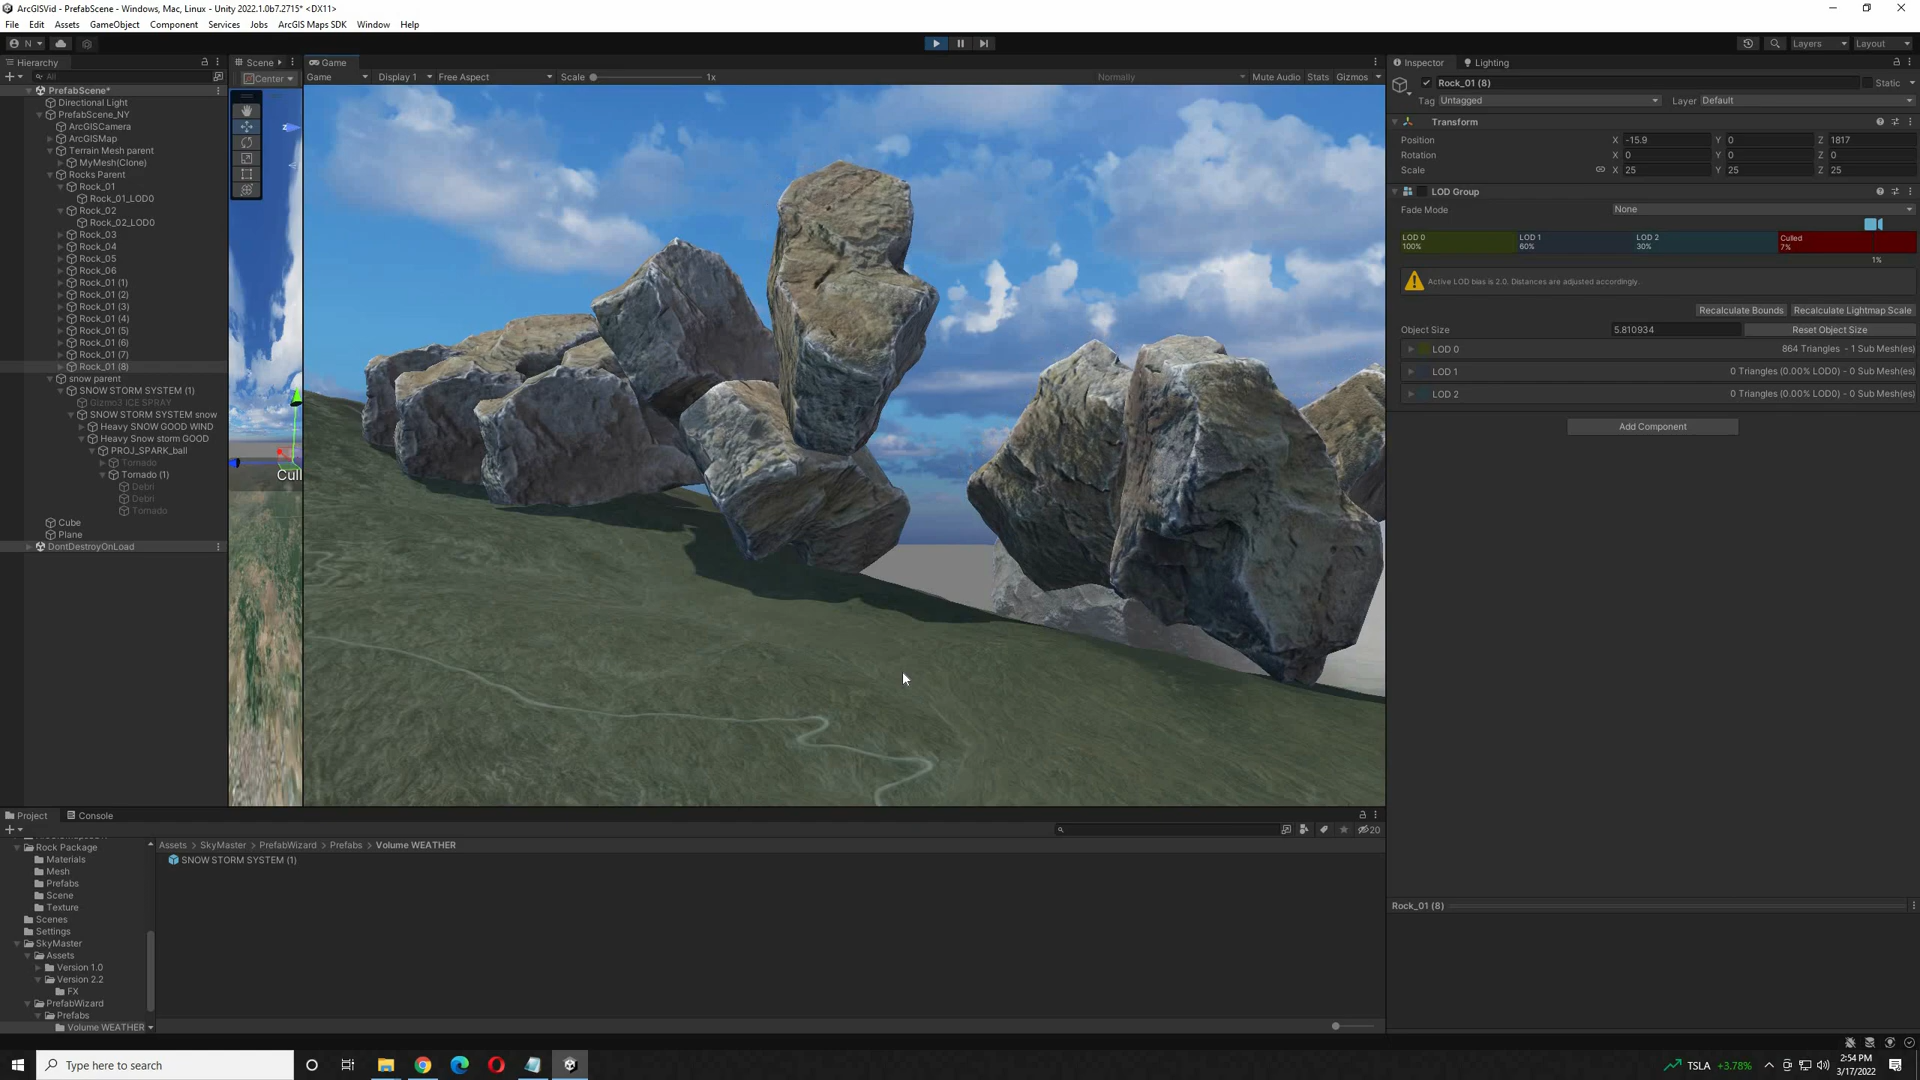 ArcGISVid - PrefabScene - Windows, Mac, Linux - Unity 2022.1.0b7.2715* <DX11>
File Edit Assets GameObject Component Services Jobs ArcGIS Maps SDK Window Help
N Layers Layout
Hierarchy
All
PrefabScene*
Directional Light
PrefabScene_NY
ArcGISCamera
ArcGISMap
Terrain Mesh parent
MyMesh(Clone)
Rocks Parent
Rock_01
Rock_01_LOD0
Rock_02
Rock_02_LOD0
Rock_03
Rock_04
Rock_05
Rock_06
Rock_01 (1)
Rock_01 (2)
Rock_01 (3)
Rock_01 (4)
Rock_01 (5)
Rock_01 (6)
Rock_01 (7)
Rock_01 (8)
snow parent
SNOW STORM SYSTEM (1)
Gizmo3 ICE SPRAY
SNOW STORM SYSTEM snow
Heavy SNOW GOOD WIND
Heavy Snow storm GOOD
PROJ_SPARK_ball
Tornado
Tornado (1)
Debri
Debri
Tornado
Cube
Plane
DontDestroyOnLoad
Scene
Center
z
Cull
Game
Game Display 1 Free Aspect Scale 1x Normally Mute Audio Stats Gizmos
Inspector Lighting
Rock_01 (8) Static
Tag Untagged Layer Default
Transform
Position X -15.9 Y 0 Z 1817
Rotation X 0 Y 0 Z 0
Scale X 25 Y 25 Z 25
LOD Group
Fade Mode None
LOD 0 LOD 1 LOD 2 Culled
100% 60% 30% 7%
1%
Active LOD bias is 2.0. Distances are adjusted accordingly.
Recalculate Bounds Recalculate Lightmap Scale
Object Size 5.810934 Reset Object Size
LOD 0 864 Triangles - 1 Sub Mesh(es)
LOD 1 0 Triangles (0.00% LOD0) - 0 Sub Mesh(es)
LOD 2 0 Triangles (0.00% LOD0) - 0 Sub Mesh(es)
Add Component
Rock_01 (8)
Project Console
20
Rock Package
Materials
Mesh
Prefabs
Scene
Texture
Scenes
Settings
SkyMaster
Assets
Version 1.0
Version 2.2
FX
PrefabWizard
Prefabs
Volume WEATHER
Assets > SkyMaster > PrefabWizard > Prefabs > Volume WEATHER
SNOW STORM SYSTEM (1)
Type here to search
TSLA +3.78%
2:54 PM
3/17/2022